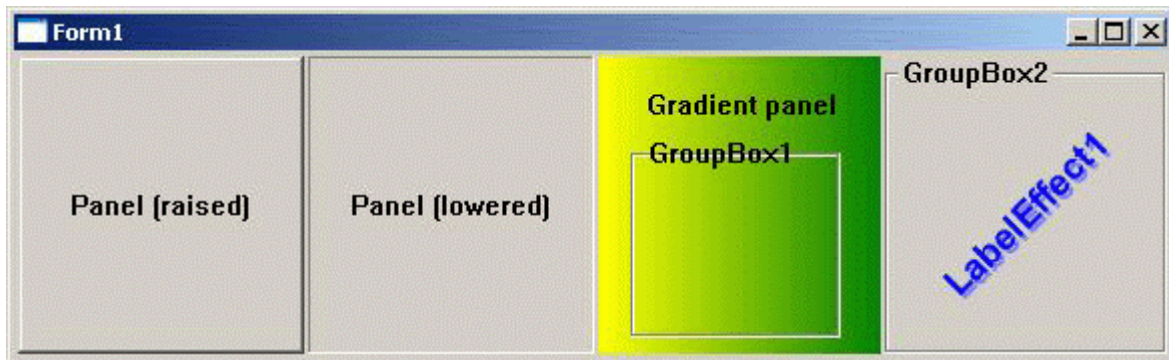 Form1
Panel (raised)
Panel (lowered)
Gradient panel
GroupBox1
GroupBox2
LabelEffect1